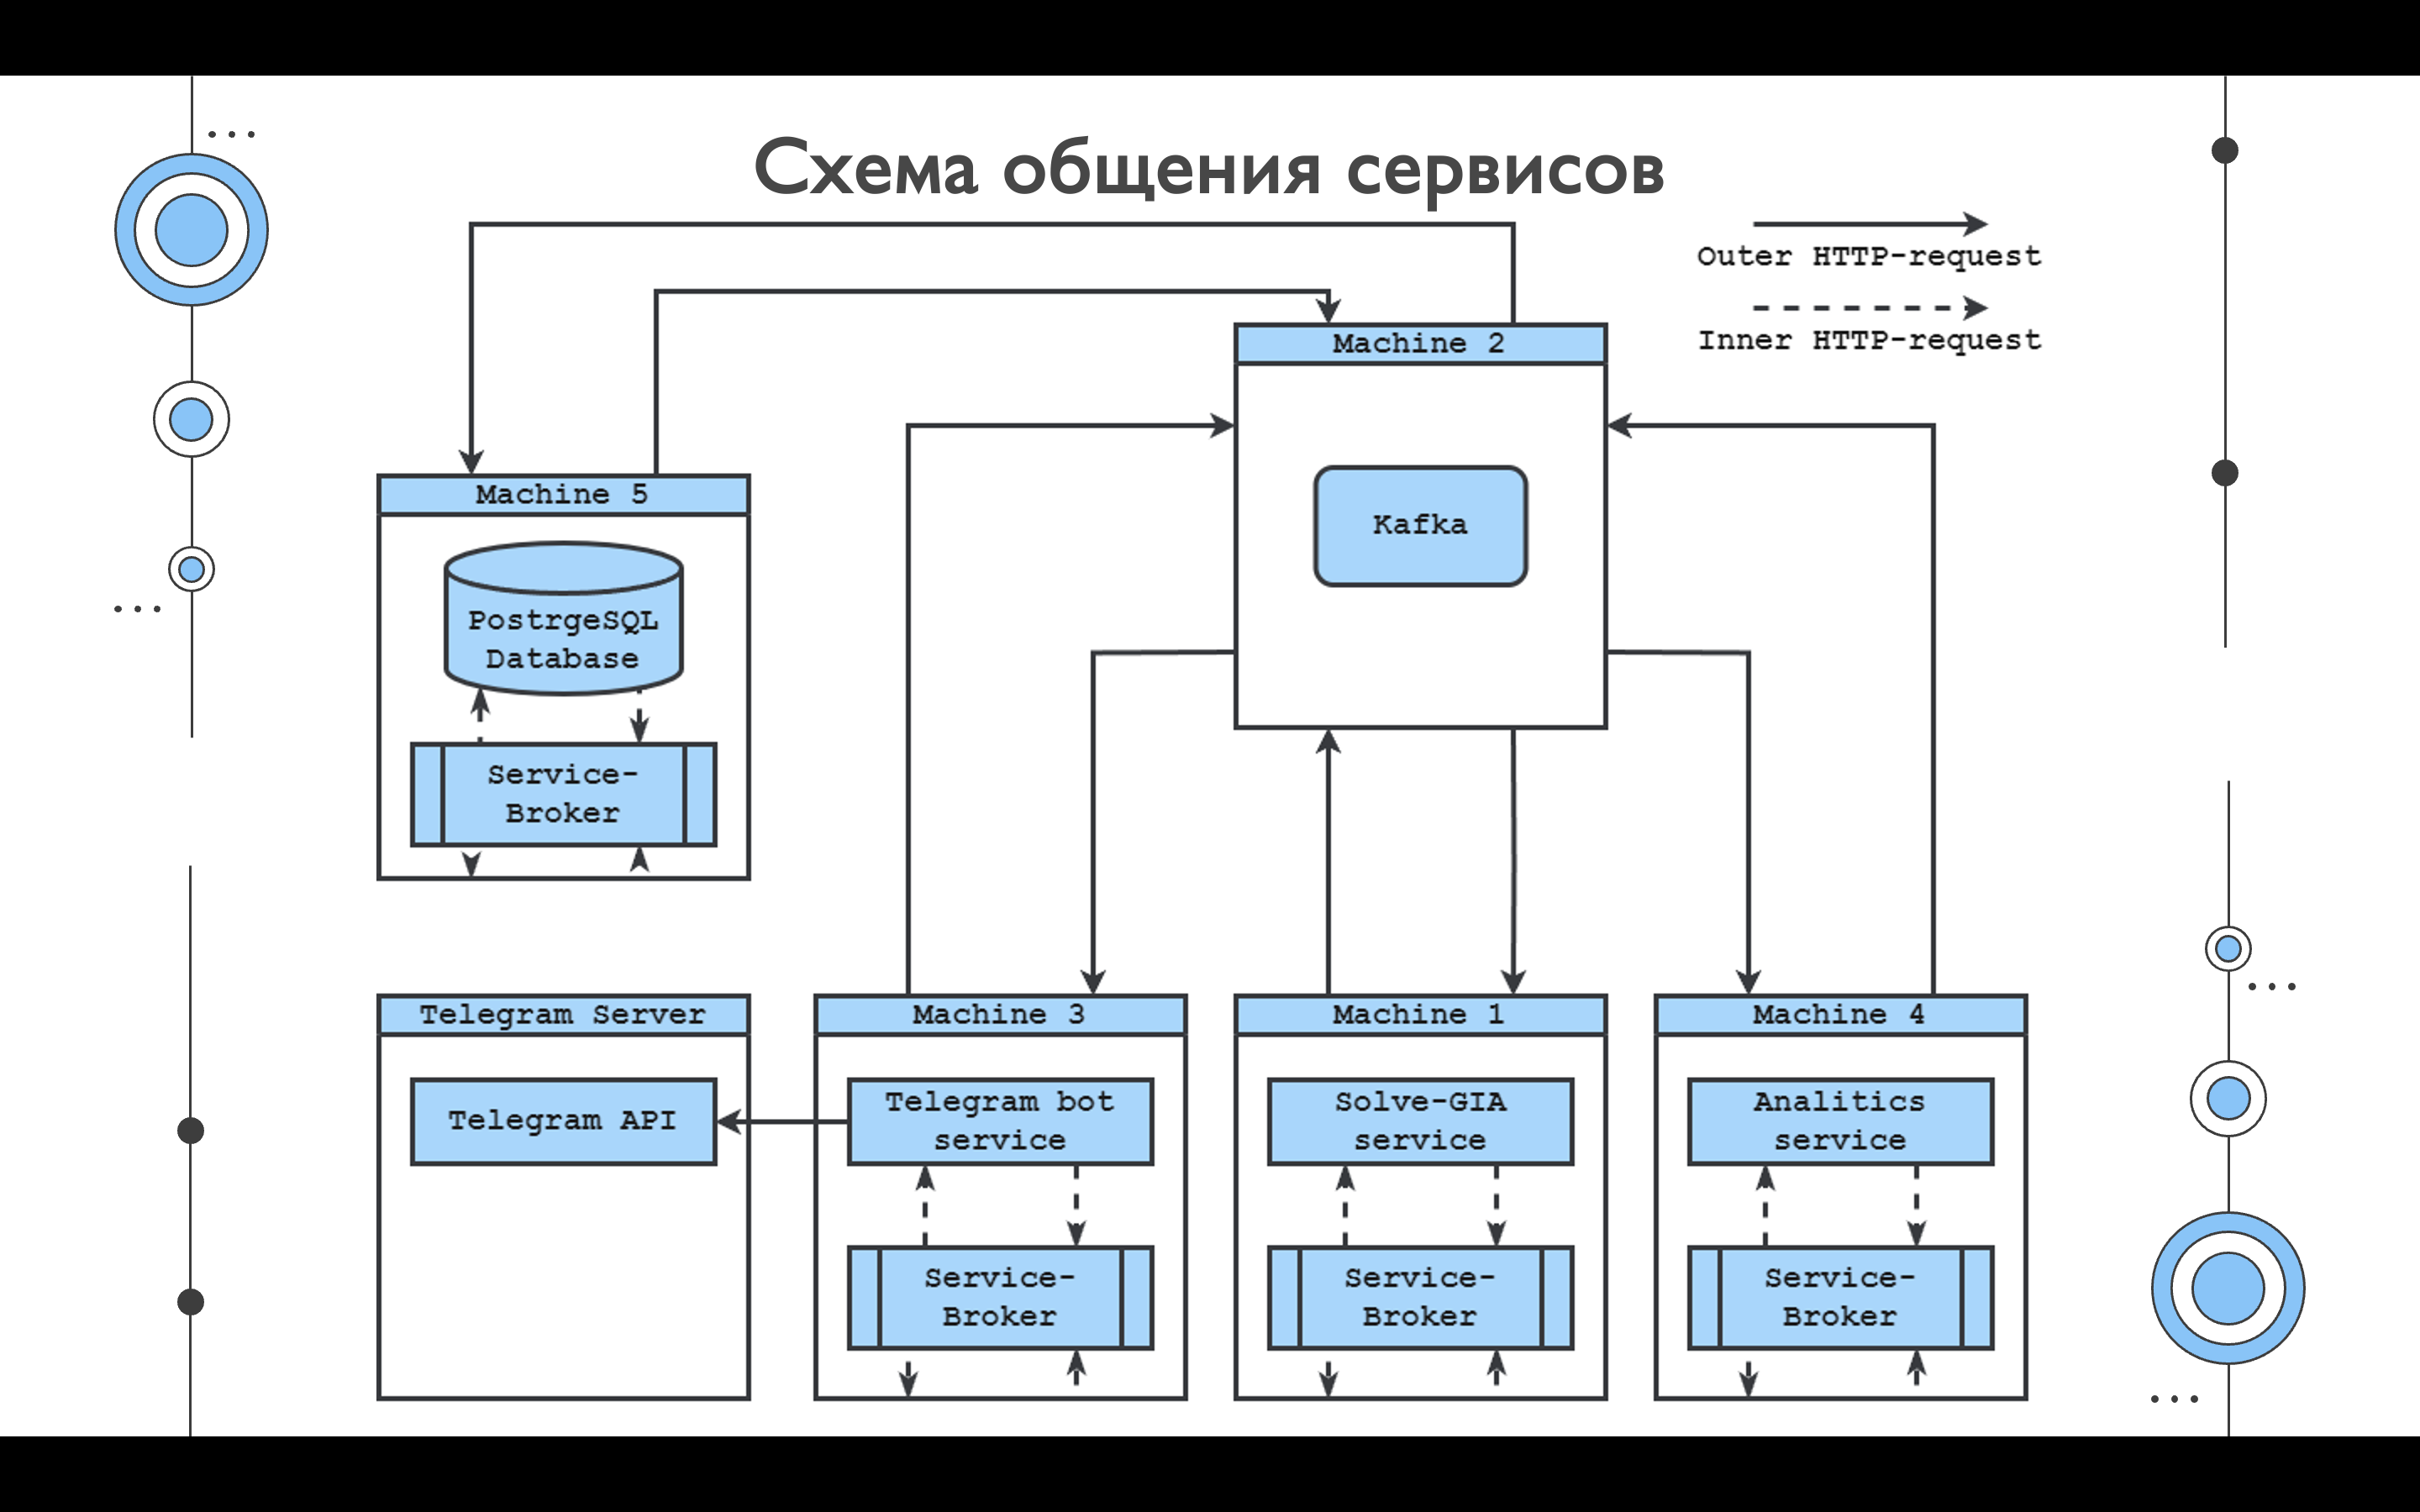 Схема общения сервисов
Outer HTTP-request
Inner HTTP-request
Machine 2
Kafka
Machine 5
PostrgeSQL
Database
Service-
Broker
Telegram Server
Telegram API
Machine 3
Telegram bot
service
Service-
Broker
Machine 1
Solve-GIA
service
Service-
Broker
Machine 4
Analitics
service
Service-
Broker